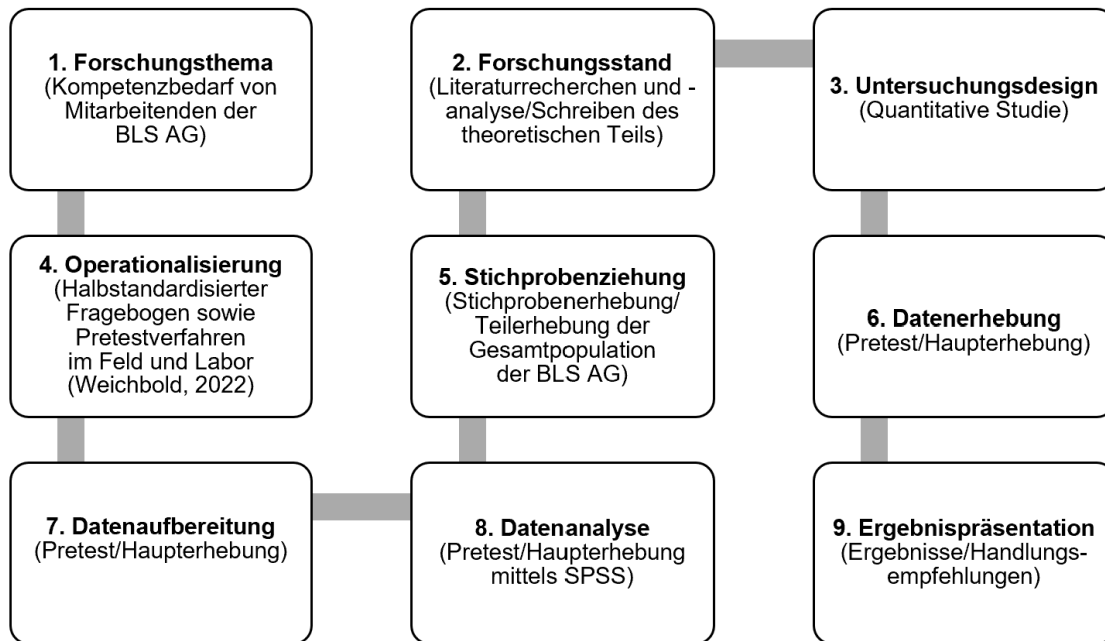 1. Forschungsthema
(Kompetenzbedarf von
Mitarbeitenden der
BLS AG)
2. Forschungsstand
(Literaturrecherchen und -
analyse/Schreiben des
theoretischen Teils)
3. Untersuchungsdesign
(Quantitative Studie)
4. Operationalisierung
(Halbstandardisierter
Fragebogen sowie
Pretestverfahren
im Feld und Labor
(Weichbold, 2022)
5. Stichprobenziehung
(Stichprobenerhebung/
Teilerhebung der
Gesamtpopulation
der BLS AG)
6. Datenerhebung
(Pretest/Haupterhebung)
7. Datenaufbereitung
(Pretest/Haupterhebung)
8. Datenanalyse
(Pretest/Haupterhebung
mittels SPSS)
9. Ergebnispräsentation
(Ergebnisse/Handlungs-
empfehlungen)